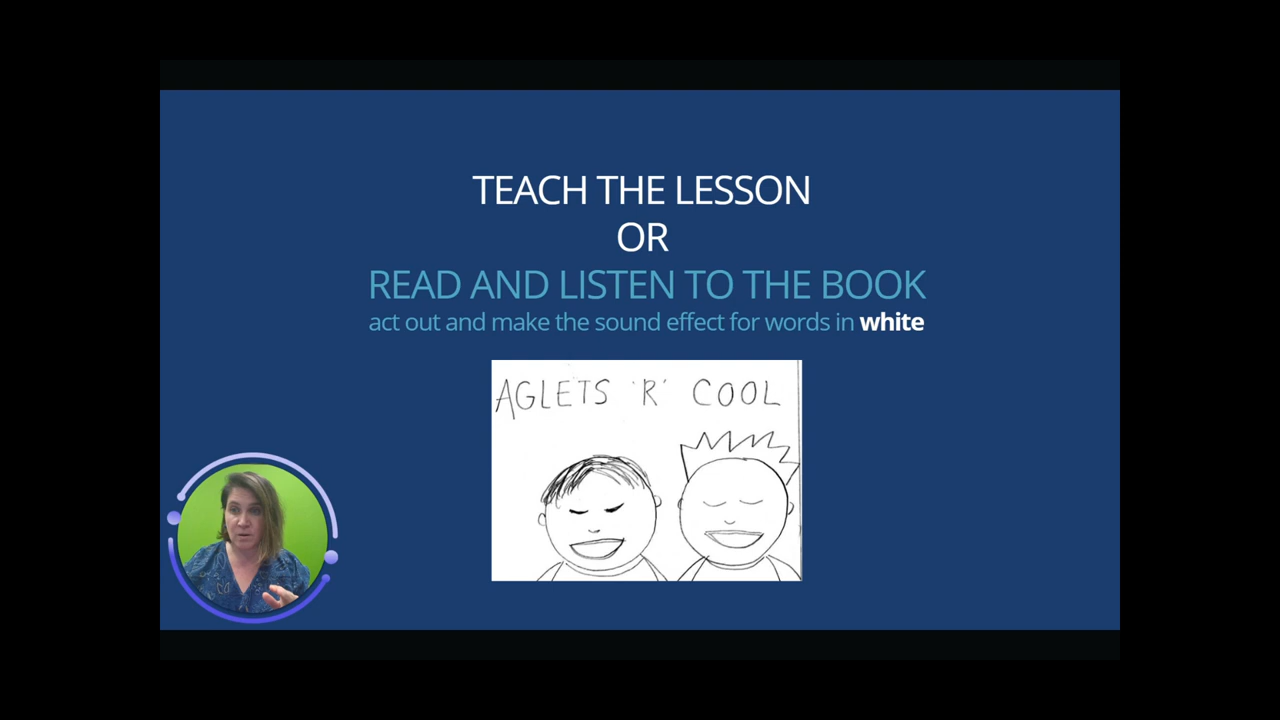 TEACH THE LESSON
OR
READ AND LISTEN TO THE BOOK
act out and make the sound effect for words in white
AGLETS 'R' COOL